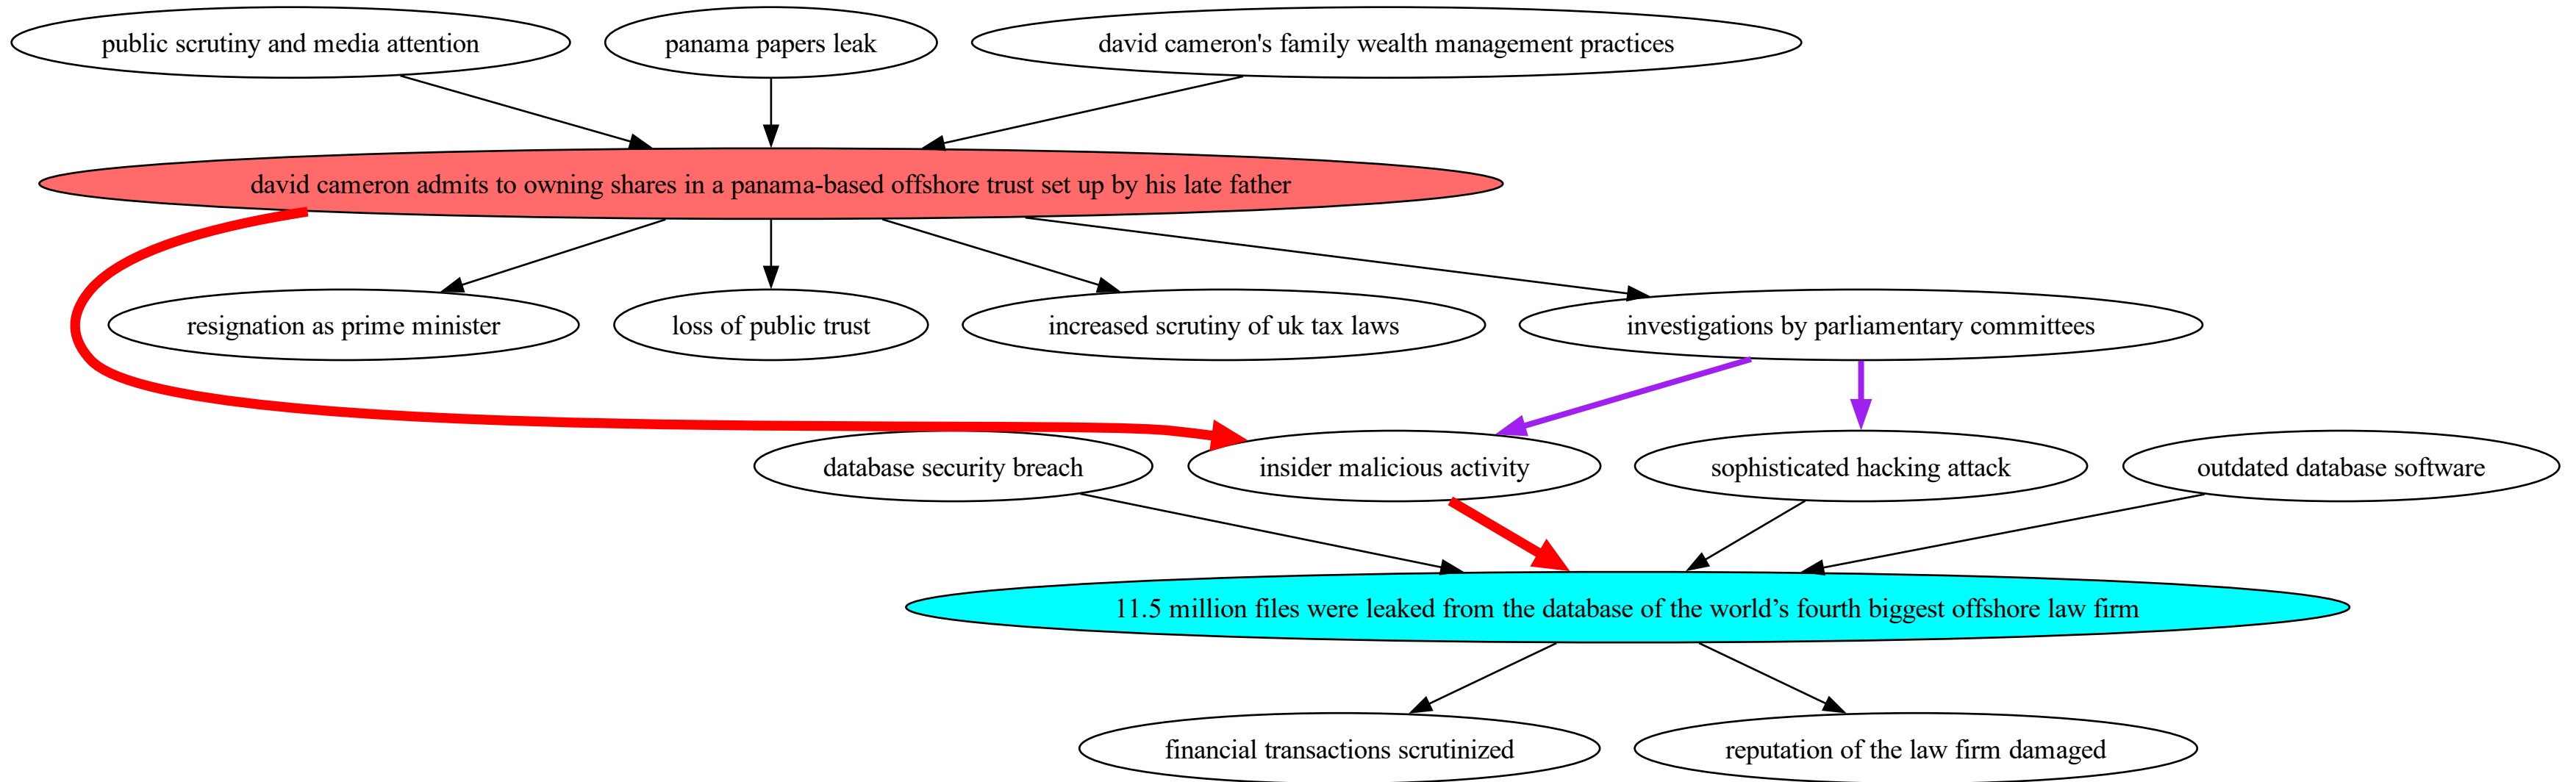 public scrutiny and media attention
panama papers leak
david cameron's family wealth management practices
david cameron admits to owning shares in a panama-based offshore trust set up by his late father
resignation as prime minister
loss of public trust
increased scrutiny of uk tax laws
investigations by parliamentary committees
database security breach
insider malicious activity
sophisticated hacking attack
outdated database software
11.5 million files were leaked from the database of the world’s fourth biggest offshore law firm
financial transactions scrutinized
reputation of the law firm damaged